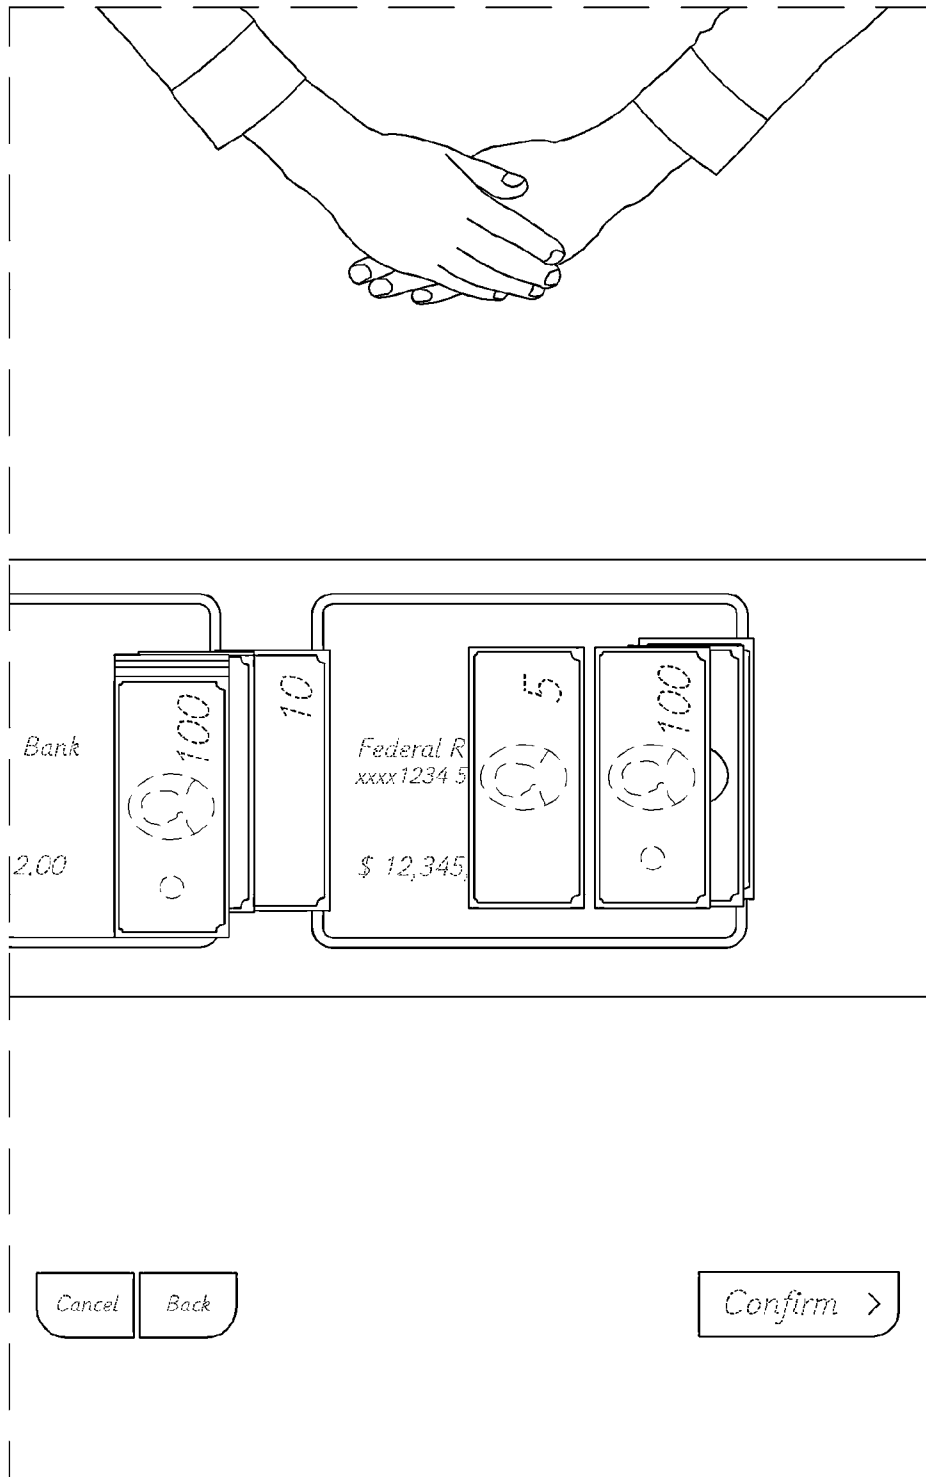 100
10
5
100
Bank
Federal R
xxxx1234 5
2.00
$ 12,345,
Cancel
Back
Confirm >